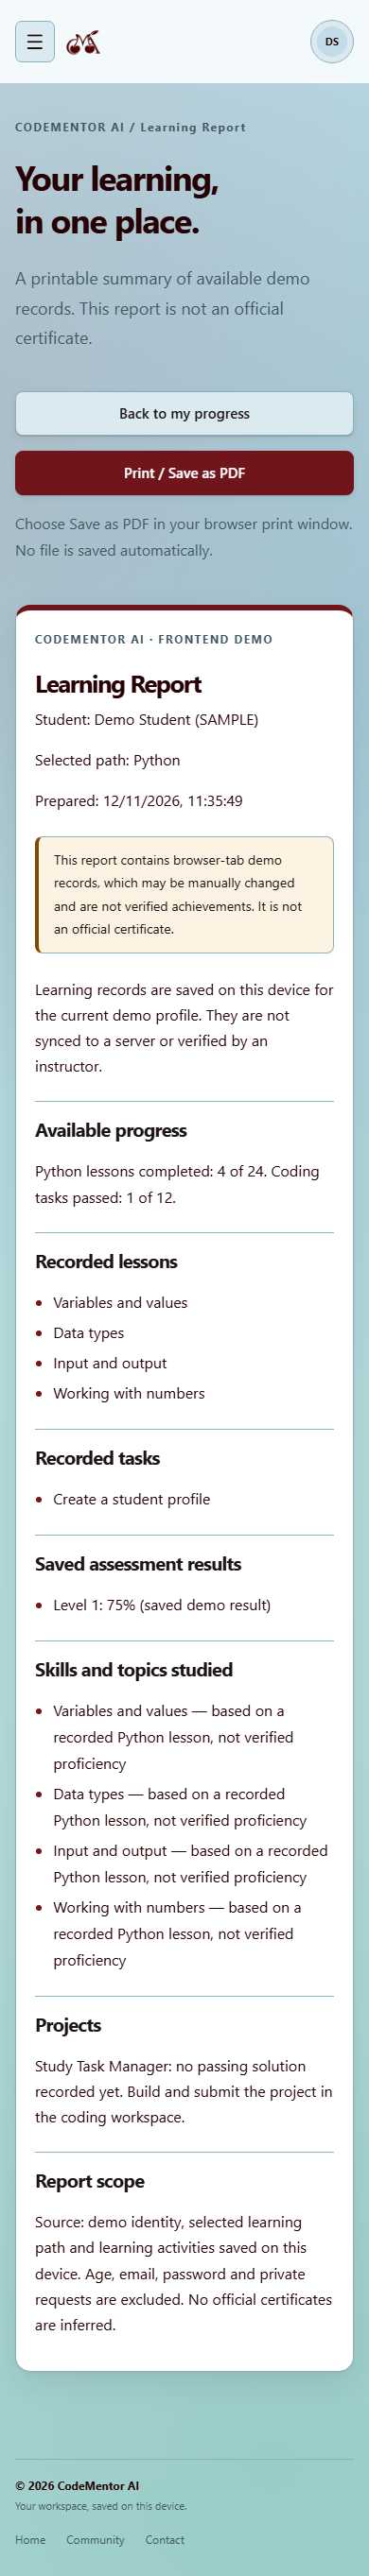 DS
CODEMENTOR AI / Learning Report
Your learning,
in one place.
A printable summary of available demo
records. This report is not an official
certificate.
Back to my progress
Print / Save as PDF
Choose Save as PDF in your browser print window.
No file is saved automatically.
CODEMENTOR AI · FRONTEND DEMO
Learning Report
Student: Demo Student (SAMPLE)
Selected path: Python
Prepared: 12/11/2026, 11:35:49
This report contains browser-tab demo
records, which may be manually changed
and are not verified achievements. It is not
an official certificate.
Learning records are saved on this device for
the current demo profile. They are not
synced to a server or verified by an
instructor.
Available progress
Python lessons completed: 4 of 24. Coding
tasks passed: 1 of 12.
Recorded lessons
• Variables and values
• Data types
• Input and output
• Working with numbers
Recorded tasks
• Create a student profile
Saved assessment results
• Level 1: 75% (saved demo result)
Skills and topics studied
• Variables and values — based on a
recorded Python lesson, not verified
proficiency
• Data types — based on a recorded
Python lesson, not verified proficiency
• Input and output — based on a recorded
Python lesson, not verified proficiency
• Working with numbers — based on a
recorded Python lesson, not verified
proficiency
Projects
Study Task Manager: no passing solution
recorded yet. Build and submit the project in
the coding workspace.
Report scope
Source: demo identity, selected learning
path and learning activities saved on this
device. Age, email, password and private
requests are excluded. No official certificates
are inferred.
© 2026 CodeMentor AI
Your workspace, saved on this device.
Home Community Contact